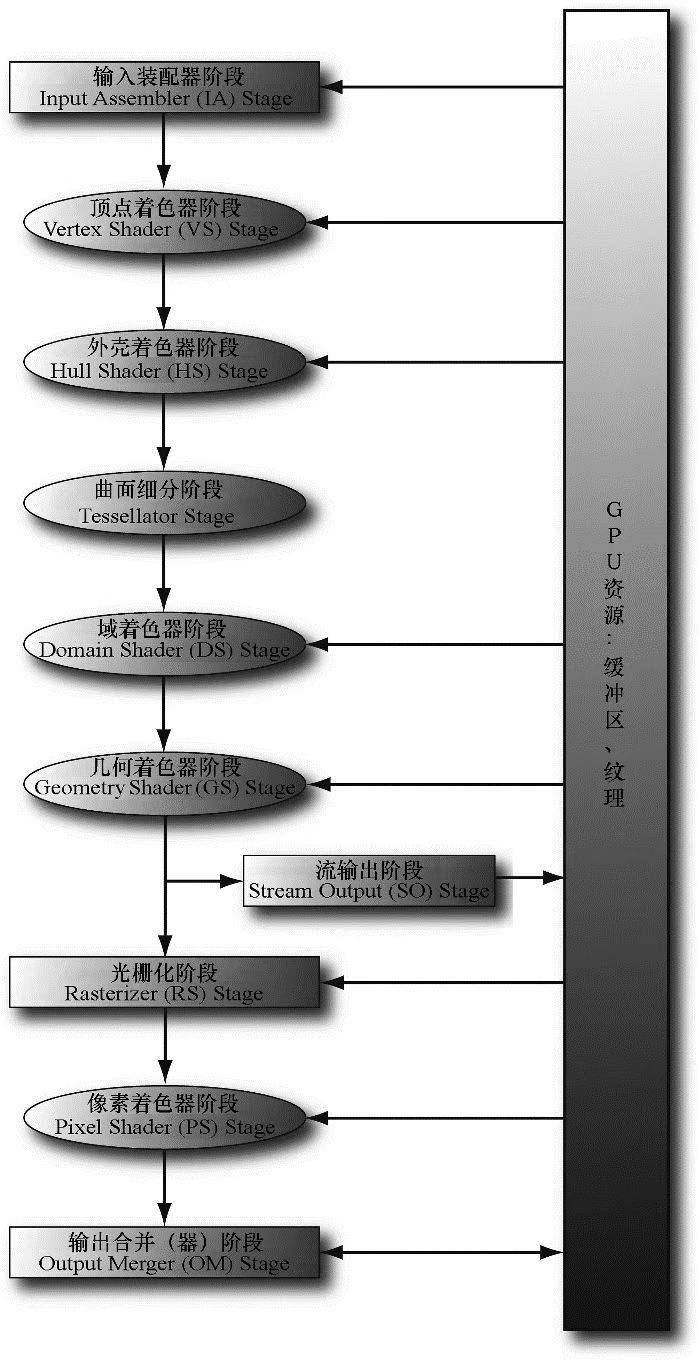 输入装配器阶段
Input Assembler (IA) Stage
顶点着色器阶段
Vertex Shader (VS) Stage
外壳着色器阶段
Hull Shader (HS) Stage
曲面细分阶段
Tessellator Stage
域着色器阶段
Domain Shader (DS) Stage
几何着色器阶段
Geometry Shader (GS) Stage
流输出阶段
Stream Output (SO) Stage
光栅化阶段
Rasterizer (RS) Stage
像素着色器阶段
Pixel Shader (PS) Stage
输出合并（器）阶段
Output Merger (OM) Stage
GPU资源：缓冲区、纹理